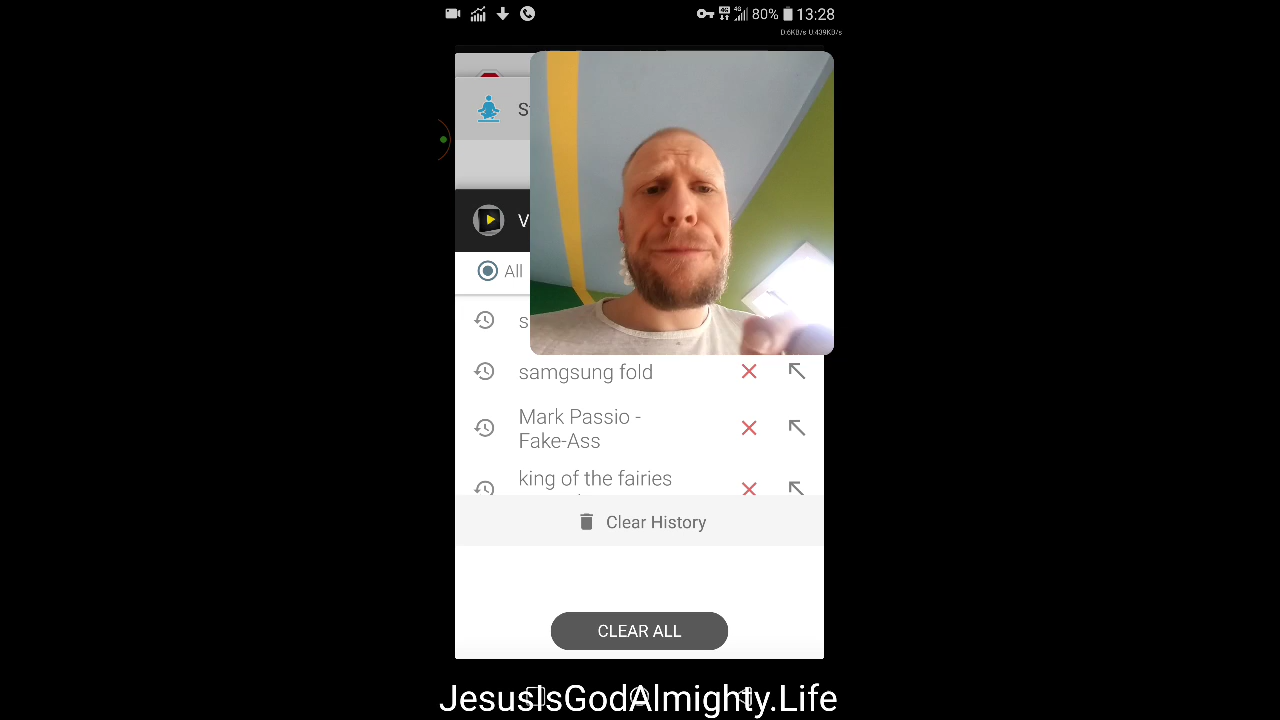 80% 13:28
All
samgsung fold
Mark Passio -
Fake-Ass
king of the fairies
Clear History
CLEAR ALL
JesusIsGodAlmighty.Life